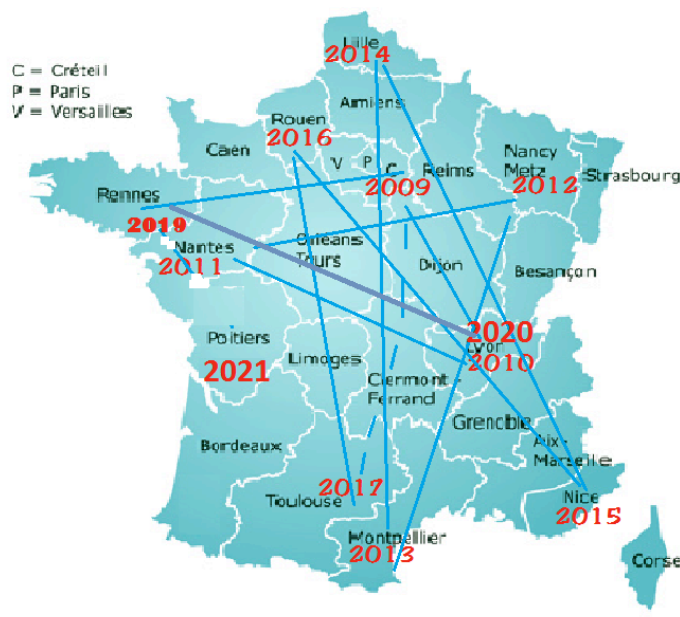 Lille
2014
C = Créteil
P = Paris
V = Versailles
Amiens
Rouen
2016
Caen
V P C
Reims
Nancy
Metz
2012
Strasbourg
Rennes
2009
2019
Nantes
2011
Orléans
Tours
Dijon
Besançon
2020
Lyon
2010
Poitiers
2021
Limoges
Clermont
Ferrand
Grencible
Bordeaux
Aix-
Marseille
2017
Toulouse
Nice
2015
Montpellier
2013
Corse